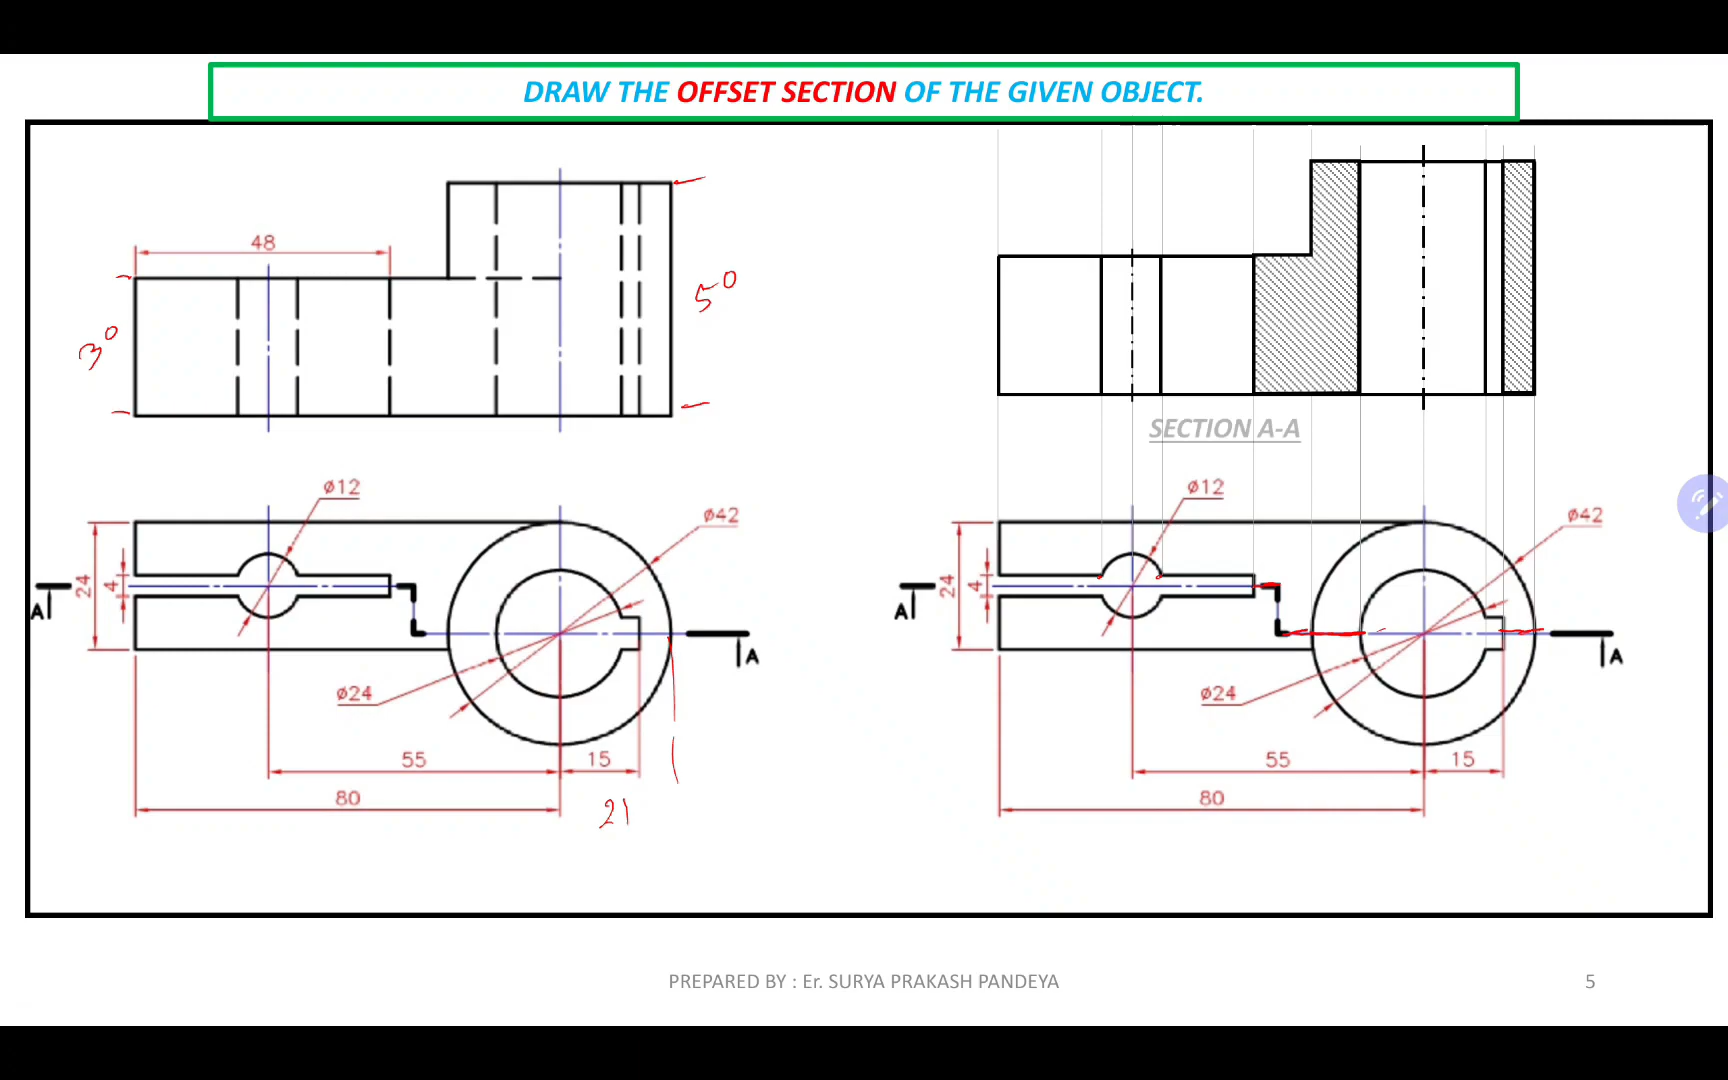 DRAW THE OFFSET SECTION OF THE GIVEN OBJECT.
48
30
50
SECTION A-A
ø12
ø42
24
4
A
A
ø24
55
15
80
21
ø12
ø42
24
4
A
A
ø24
55
15
80
PREPARED BY : Er. SURYA PRAKASH PANDEYA
5